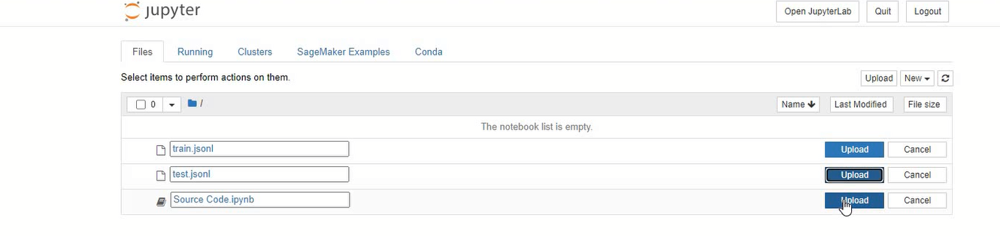 jupyter
Open JupyterLab Quit Logout
Files Running Clusters SageMaker Examples Conda
Select items to perform actions on them. Upload New
0 / Name Last Modified File size
The notebook list is empty.
train.jsonl Upload Cancel
test.jsonl Upload Cancel
Source Code.ipynb Upload Cancel